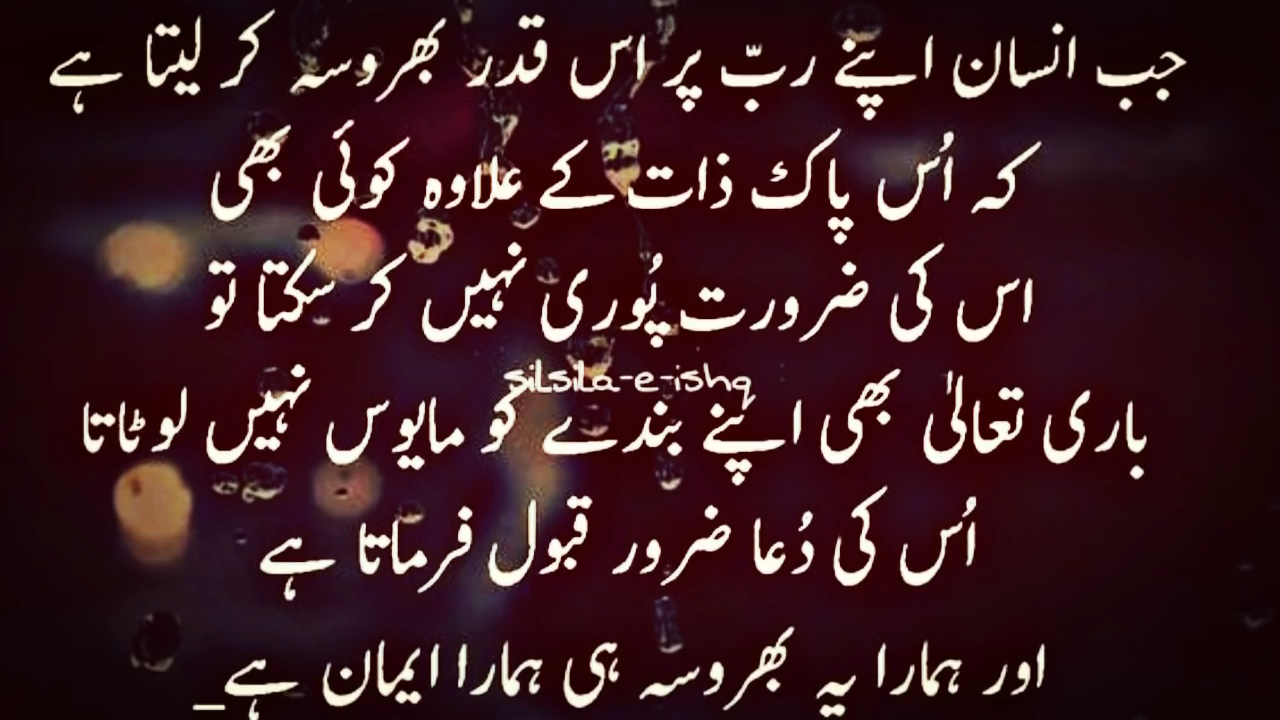 جب انسان اپنے ربّ پر اس قدر بھروسہ کر لیتا ہے
کہ اُس پاک ذات کے علاوہ کوئی بھی
اس کی ضرورت پُوری نہیں کر سکتا تو
silsila-e-ishq
باری تعالیٰ بھی اپنے بندے کو مایوس نہیں لوٹاتا
اُس کی دُعا ضرور قبول فرماتا ہے
اور ہمارا یہ بھروسہ ہی ہمارا ایمان ہے_